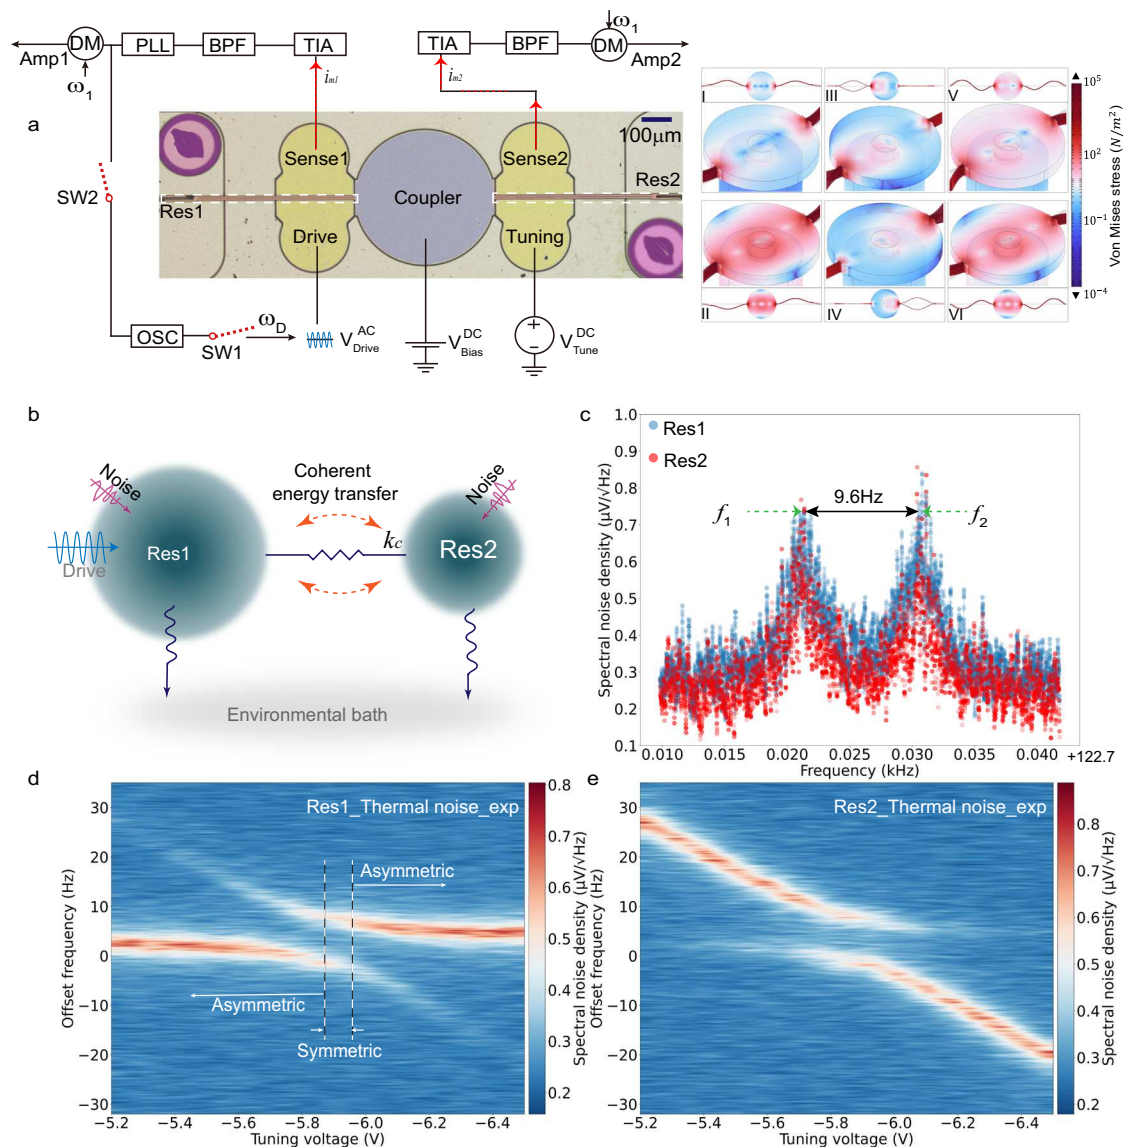 DM
PLL
BPF
TIA
Amp1
ω1
im1
TIA
BPF
ω1
DM
Amp2
im2
a
100μm
Sense1
Sense2
Res1
Res2
Coupler
Drive
Tuning
SW2
OSC
SW1
ωD
V AC Drive
V DC Bias
V DC Tune
+
−
I
III
V
II
IV
VI
10^5
10^2
10^−1
10^−4
Von Mises stress (N/m^2)
b
Noise
Drive
Res1
Coherent
energy transfer
kc
Noise
Res2
Environmental bath
c
Res1
Res2
9.6Hz
f1
f2
Spectral noise density (μV/√Hz)
1.0
0.9
0.8
0.7
0.6
0.5
0.4
0.3
0.2
0.1
0.010 0.015 0.021 0.025 0.030 0.035 0.040 +122.7
Frequency (kHz)
d
Res1_Thermal noise_exp
Asymmetric
Asymmetric
Symmetric
Offset frequency (Hz)
30
20
10
0
−10
−20
−30
−5.2 −5.4 −5.6 −5.8 −6.0 −6.2 −6.4
Tuning voltage (V)
0.8
0.7
0.6
0.5
0.4
0.3
0.2
Spectral noise density (μV/√Hz)
e
Res2_Thermal noise_exp
Offset frequency (Hz)
30
20
10
0
−10
−20
−30
−5.2 −5.4 −5.6 −5.8 −6.0 −6.2 −6.4
Tuning voltage (V)
0.8
0.7
0.6
0.5
0.4
0.3
0.2
Spectral noise density (μV/√Hz)